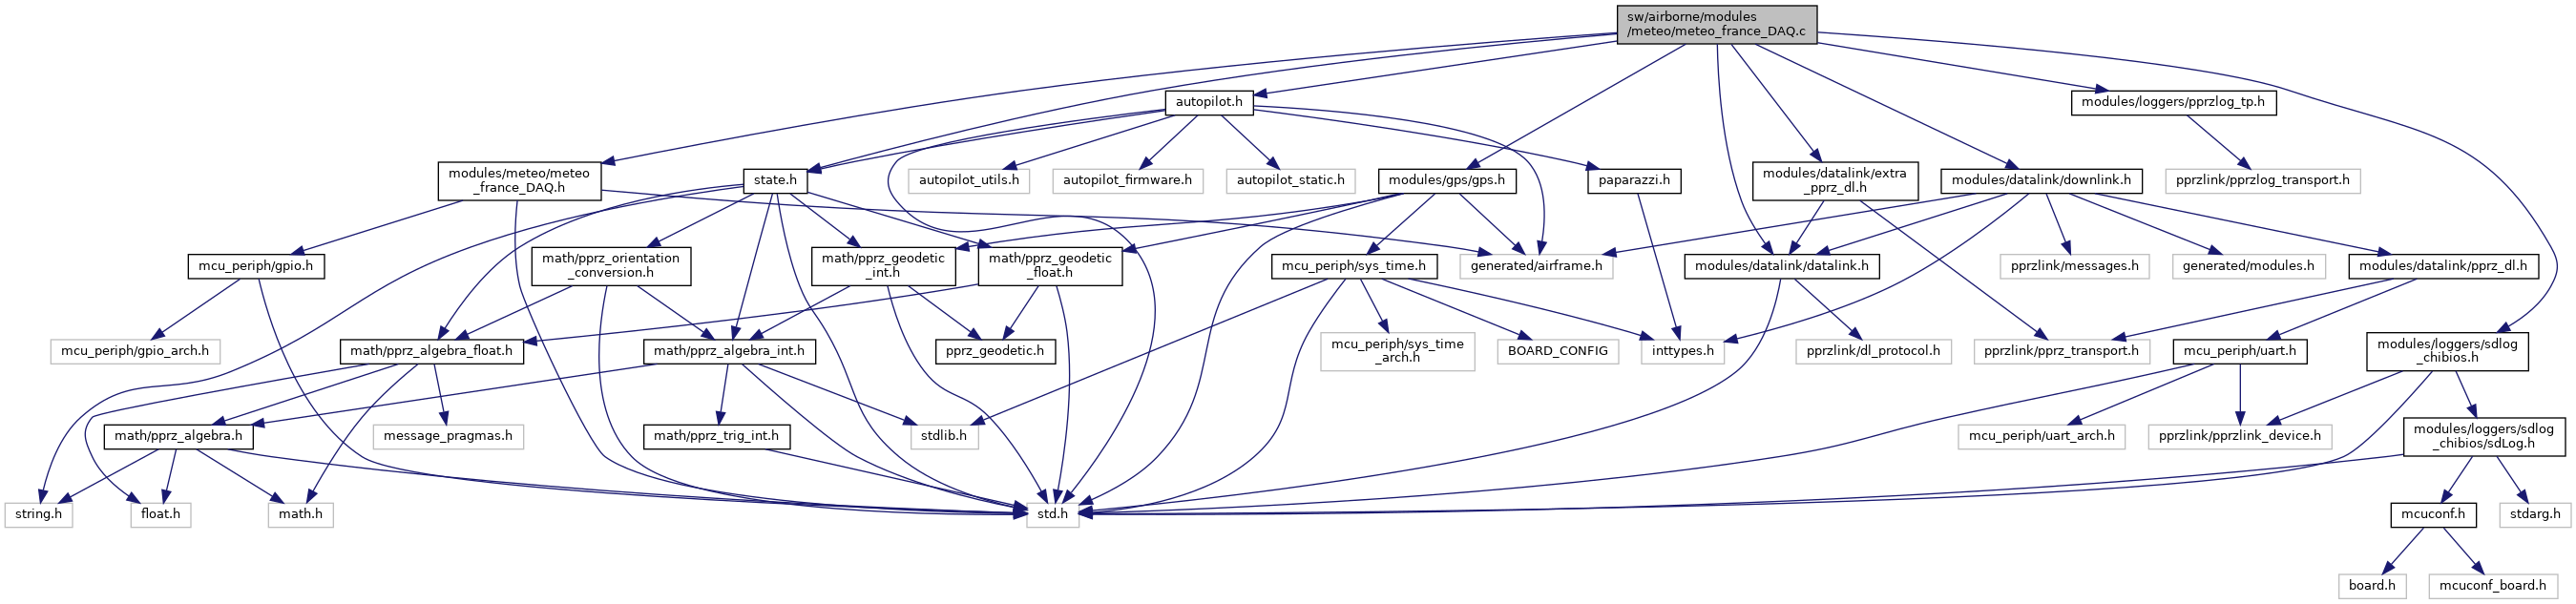 sw/airborne/modules
/meteo/meteo_france_DAQ.c
autopilot.h
modules/loggers/pprzlog_tp.h
modules/meteo/meteo
_france_DAQ.h
state.h
autopilot_utils.h
autopilot_firmware.h
autopilot_static.h
modules/gps/gps.h
paparazzi.h
modules/datalink/extra
_pprz_dl.h
modules/datalink/downlink.h
pprzlink/pprzlog_transport.h
mcu_periph/gpio.h
math/pprz_orientation
_conversion.h
math/pprz_geodetic
_int.h
math/pprz_geodetic
_float.h
mcu_periph/sys_time.h
generated/airframe.h
modules/datalink/datalink.h
pprzlink/messages.h
generated/modules.h
modules/datalink/pprz_dl.h
mcu_periph/gpio_arch.h
math/pprz_algebra_float.h
math/pprz_algebra_int.h
pprz_geodetic.h
mcu_periph/sys_time
_arch.h
BOARD_CONFIG
inttypes.h
pprzlink/dl_protocol.h
pprzlink/pprz_transport.h
mcu_periph/uart.h
modules/loggers/sdlog
_chibios.h
math/pprz_algebra.h
message_pragmas.h
math/pprz_trig_int.h
stdlib.h
mcu_periph/uart_arch.h
pprzlink/pprzlink_device.h
modules/loggers/sdlog
_chibios/sdLog.h
string.h
float.h
math.h
std.h
mcuconf.h
stdarg.h
board.h
mcuconf_board.h